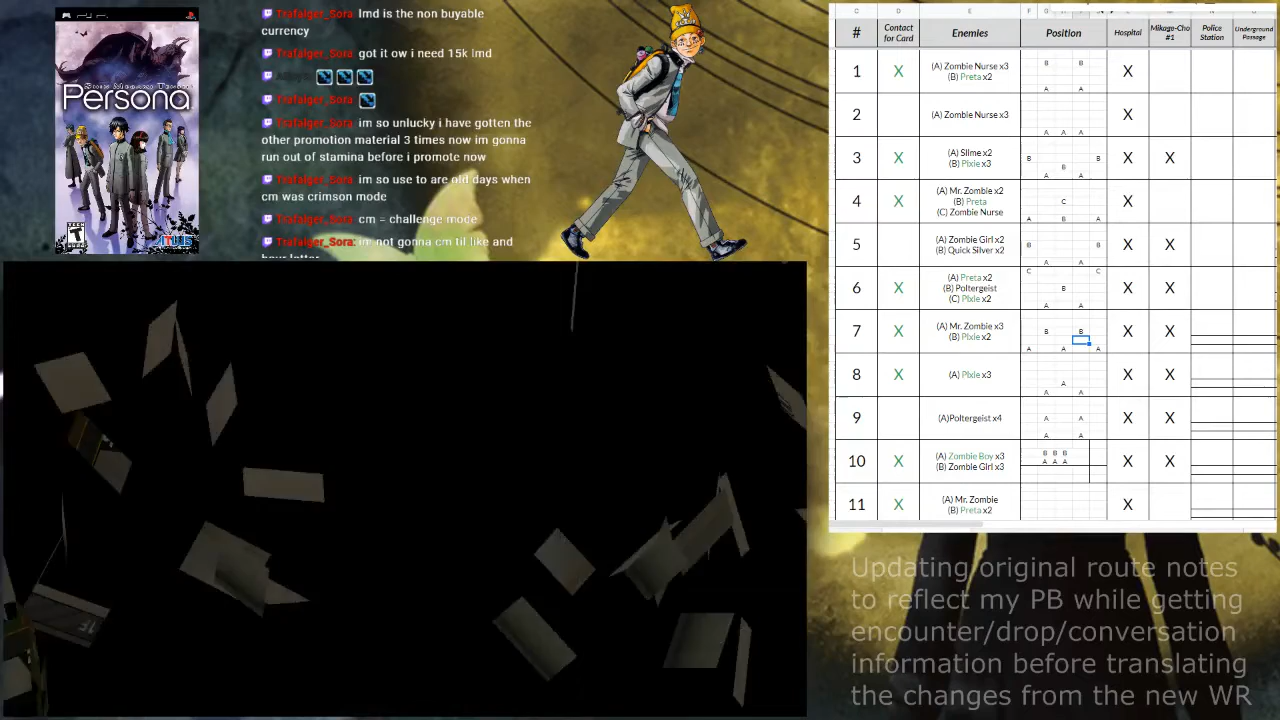 Shin Megami Tensei
Persona
TEEN
ATLUS
Trafalger_Sora: lmd is the non buyable
currency
Trafalger_Sora: got it ow i need 15k lmd
Trafalger_Sora:
Trafalger_Sora: im so unlucky i have gotten the
other promotion material 3 times now im gonna
run out of stamina before i promote now
Trafalger_Sora: im so use to are old days when
cm was crimson mode
Trafalger_Sora: cm = challenge mode
Trafalger_Sora: im not gonna cm til like and
hour latter
C D E F
# Contact for Card Enemies Position Hospital Mikage-Cho #1 Police Station Underground Passage
1 X (A) Zombie Nurse x3 B B X
(B) Preta x2
A A
2 (A) Zombie Nurse x3 X
A A A
3 X (A) Slime x2 B B X X
(B) Pixie x3 B
A A
4 X (A) Mr. Zombie x2 X
(B) Preta C
(C) Zombie Nurse
A B A
5 (A) Zombie Girl x2 B B X X
(B) Quick Silver x2
A A
C C
6 X (A) Preta x2 X X
(B) Poltergeist B
(C) Pixie x2
A A
7 X (A) Mr. Zombie x3 B B X X
(B) Pixie x2
A A A
8 X (A) Pixie x3 X X
A
A A
9 (A)Poltergeist x4 A A X X
A A
10 X (A) Zombie Boy x3 B B B X X
(B) Zombie Girl x3 A A A
11 X (A) Mr. Zombie X
(B) Preta x2
Updating original route notes
to reflect my PB while getting
encounter/drop/conversation
information before translating
the changes from the new WR